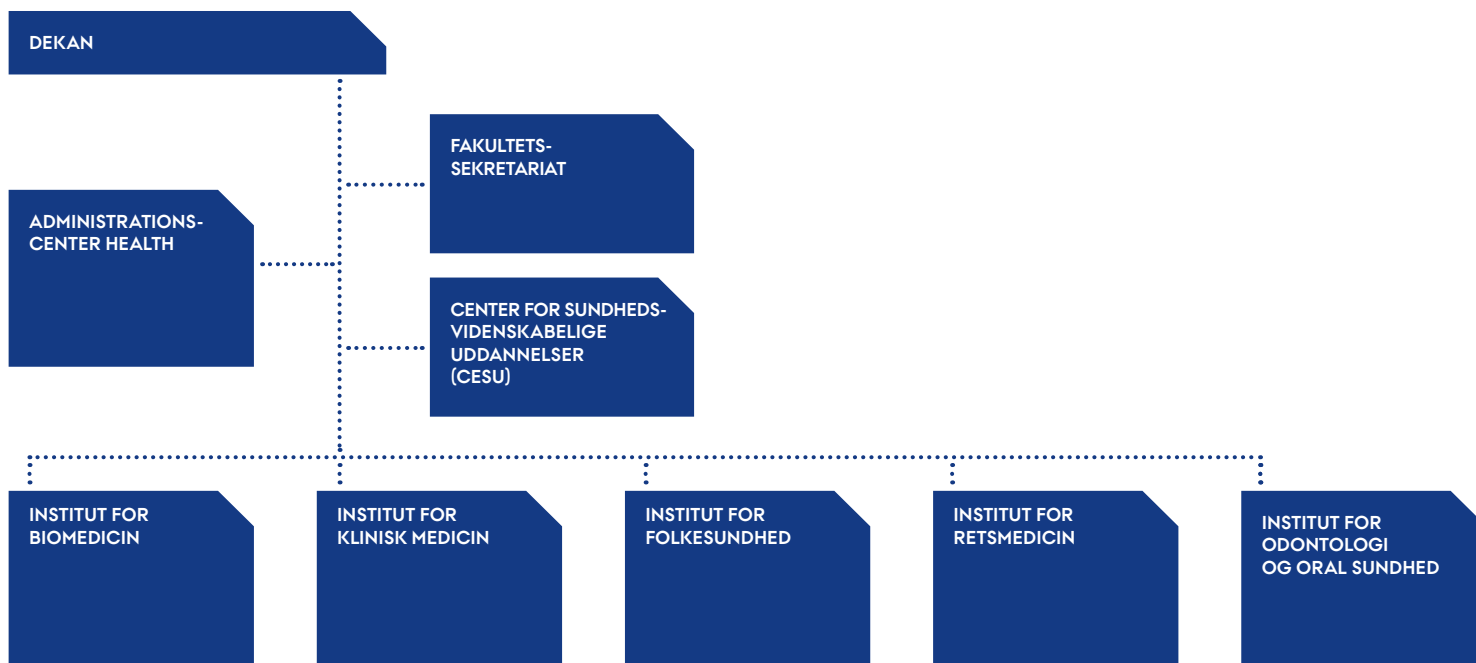 DEKAN
FAKULTETS-
SEKRETARIAT
ADMINISTRATIONS-
CENTER HEALTH
CENTER FOR SUNDHEDS-
VIDENSKABELIGE
UDDANNELSER
(CESU)
INSTITUT FOR
BIOMEDICIN
INSTITUT FOR
KLINISK MEDICIN
INSTITUT FOR
FOLKESUNDHED
INSTITUT FOR
RETSMEDICIN
INSTITUT FOR
ODONTOLOGI
OG ORAL SUNDHED